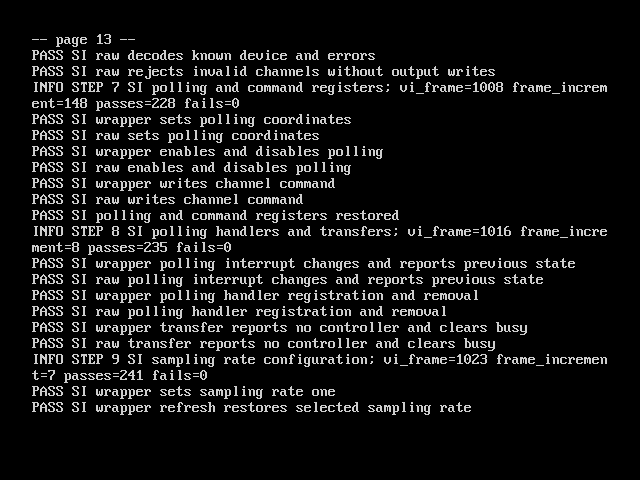 -- page 13 --
PASS SI raw decodes known device and errors
PASS SI raw rejects invalid channels without output writes
INFO STEP 7 SI polling and command registers; vi_frame=1008 frame_increm
ent=148 passes=228 fails=0
PASS SI wrapper sets polling coordinates
PASS SI raw sets polling coordinates
PASS SI wrapper enables and disables polling
PASS SI raw enables and disables polling
PASS SI wrapper writes channel command
PASS SI raw writes channel command
PASS SI polling and command registers restored
INFO STEP 8 SI polling handlers and transfers; vi_frame=1016 frame_incre
ment=8 passes=235 fails=0
PASS SI wrapper polling interrupt changes and reports previous state
PASS SI raw polling interrupt changes and reports previous state
PASS SI wrapper polling handler registration and removal
PASS SI raw polling handler registration and removal
PASS SI wrapper transfer reports no controller and clears busy
PASS SI raw transfer reports no controller and clears busy
INFO STEP 9 SI sampling rate configuration; vi_frame=1023 frame_incremen
t=7 passes=241 fails=0
PASS SI wrapper sets sampling rate one
PASS SI wrapper refresh restores selected sampling rate